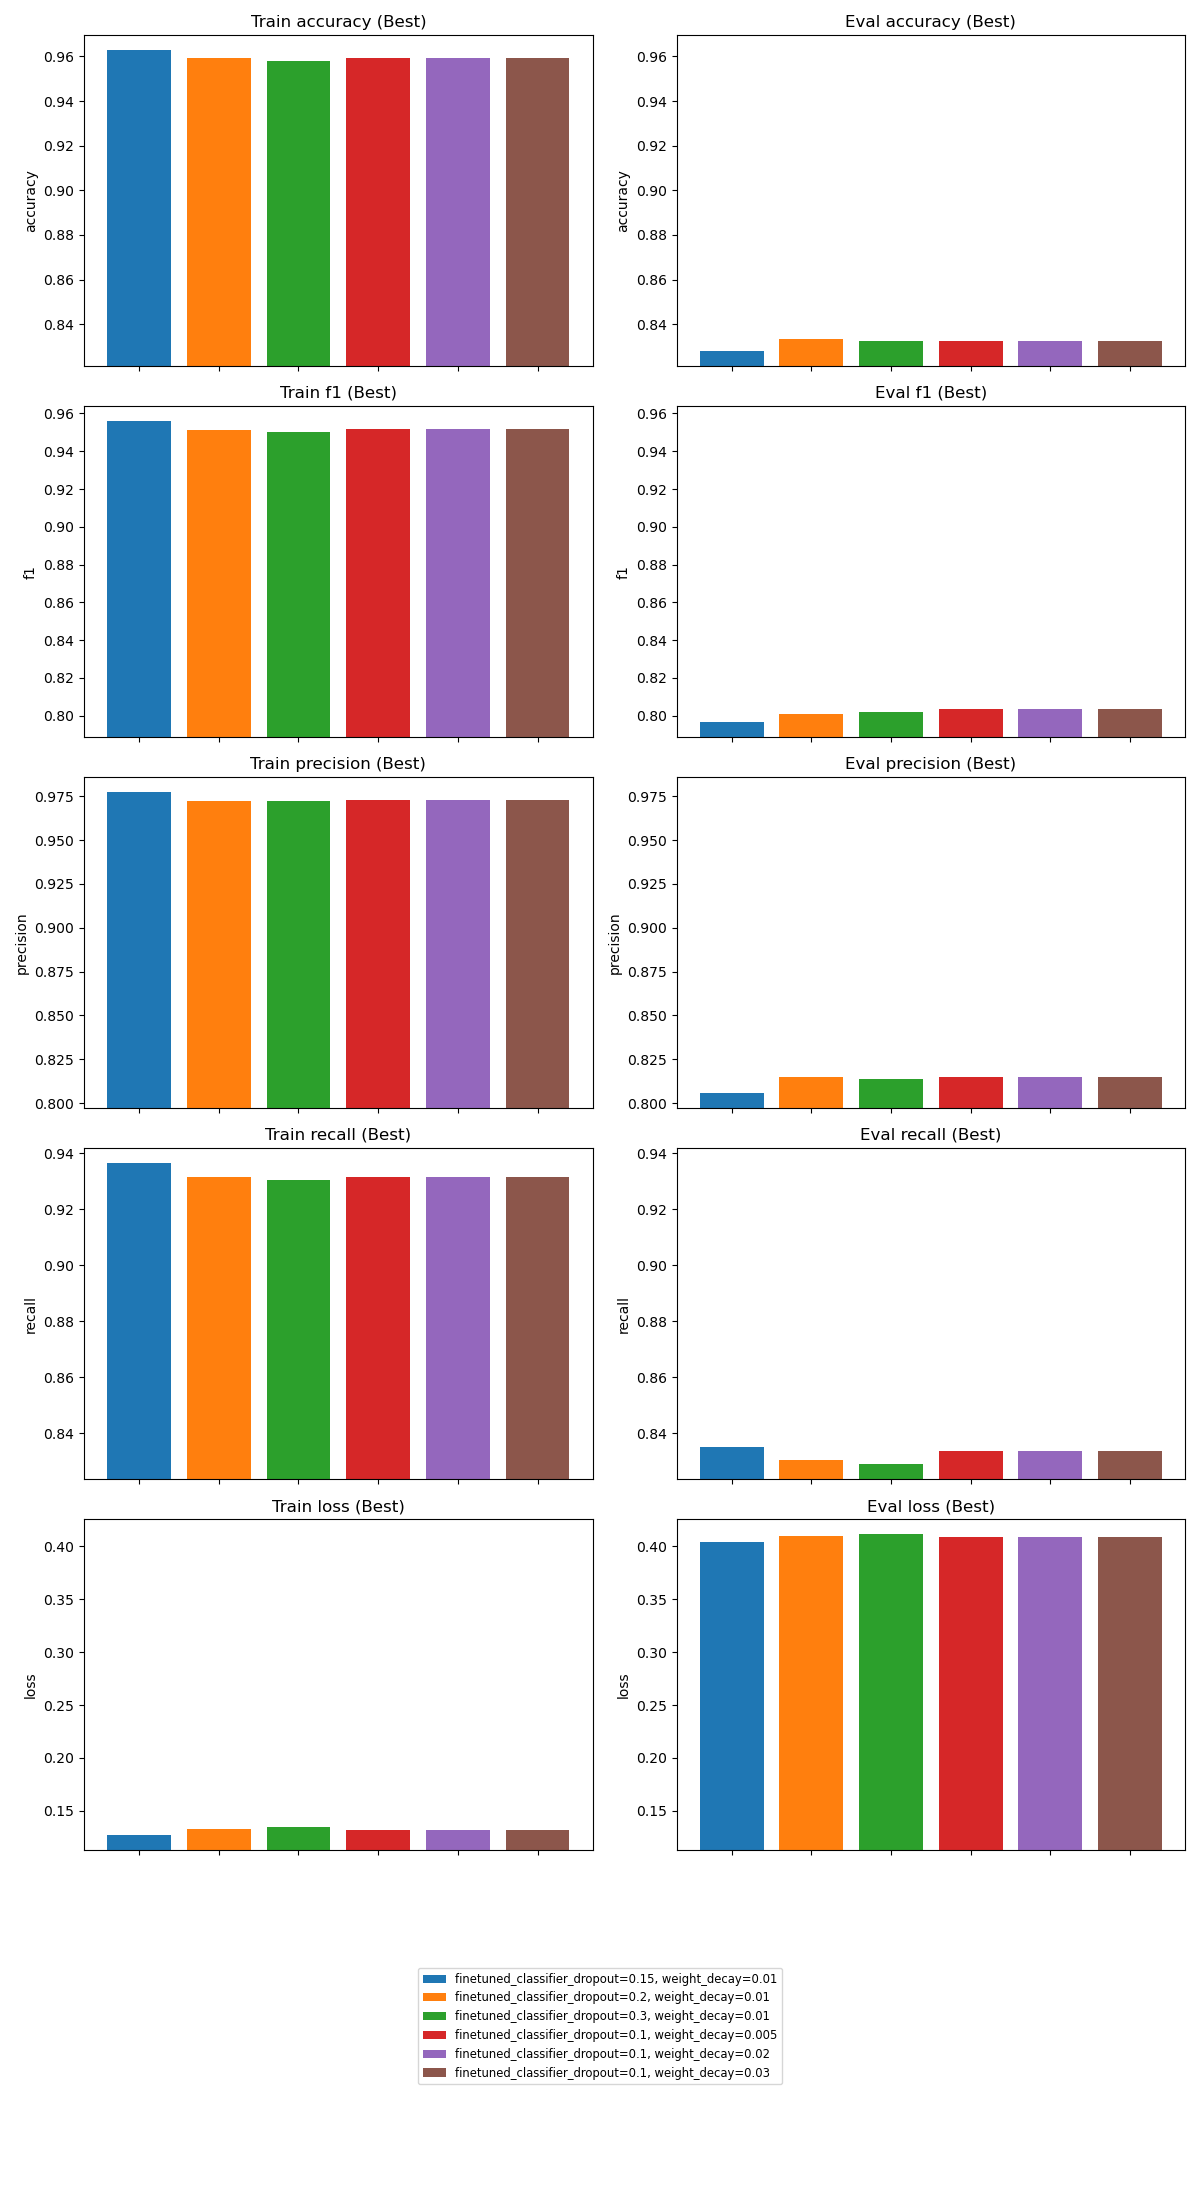 Train accuracy (Best)
accuracy
0.96
0.94
0.92
0.90
0.88
0.86
0.84
Eval accuracy (Best)
accuracy
0.96
0.94
0.92
0.90
0.88
0.86
0.84
Train f1 (Best)
f1
0.96
0.94
0.92
0.90
0.88
0.86
0.84
0.82
0.80
Eval f1 (Best)
f1
0.96
0.94
0.92
0.90
0.88
0.86
0.84
0.82
0.80
Train precision (Best)
precision
0.975
0.950
0.925
0.900
0.875
0.850
0.825
0.800
Eval precision (Best)
precision
0.975
0.950
0.925
0.900
0.875
0.850
0.825
0.800
Train recall (Best)
recall
0.94
0.92
0.90
0.88
0.86
0.84
Eval recall (Best)
recall
0.94
0.92
0.90
0.88
0.86
0.84
Train loss (Best)
loss
0.40
0.35
0.30
0.25
0.20
0.15
Eval loss (Best)
loss
0.40
0.35
0.30
0.25
0.20
0.15
finetuned_classifier_dropout=0.15, weight_decay=0.01
finetuned_classifier_dropout=0.2, weight_decay=0.01
finetuned_classifier_dropout=0.3, weight_decay=0.01
finetuned_classifier_dropout=0.1, weight_decay=0.005
finetuned_classifier_dropout=0.1, weight_decay=0.02
finetuned_classifier_dropout=0.1, weight_decay=0.03